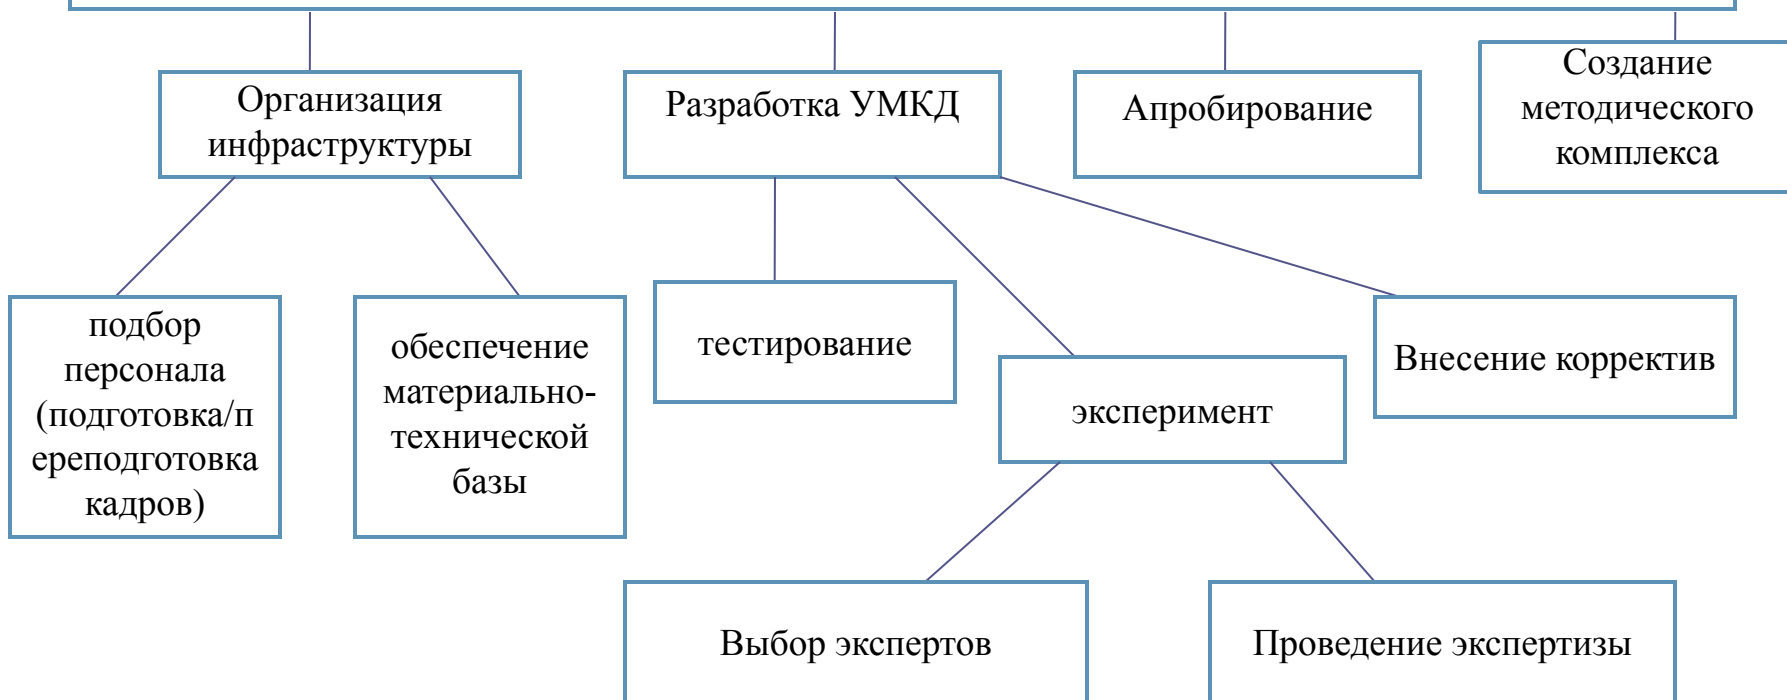 Организация
инфраструктуры
Разработка УМКД
Апробирование
Создание
методического
комплекса
подбор
персонала
(подготовка/п
ереподготовка
кадров)
обеспечение
материально-
технической
базы
тестирование
эксперимент
Внесение корректив
Выбор экспертов
Проведение экспертизы